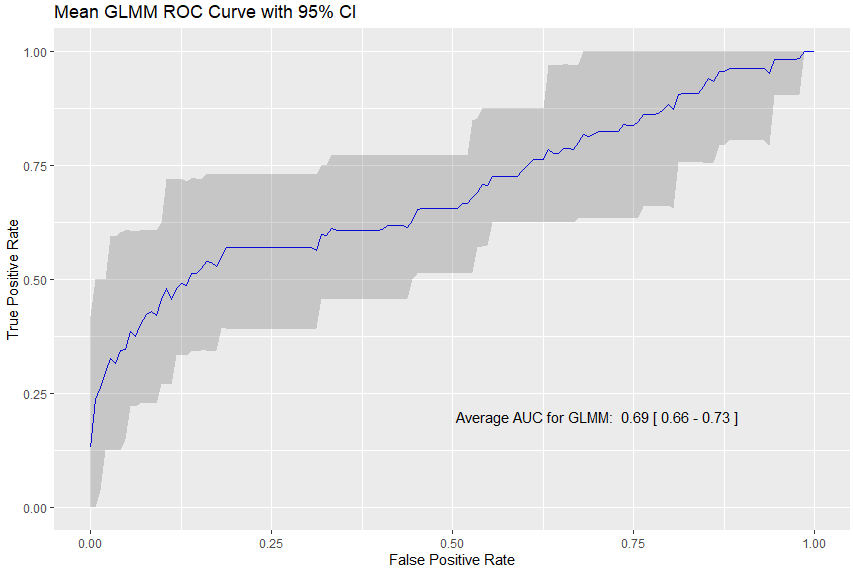 Mean GLMM ROC Curve with 95% CI
True Positive Rate
1.00
0.75
0.50
0.25
0.00
Average AUC for GLMM:  0.69 [ 0.66 - 0.73 ]
0.00 0.25 0.50 0.75 1.00
False Positive Rate